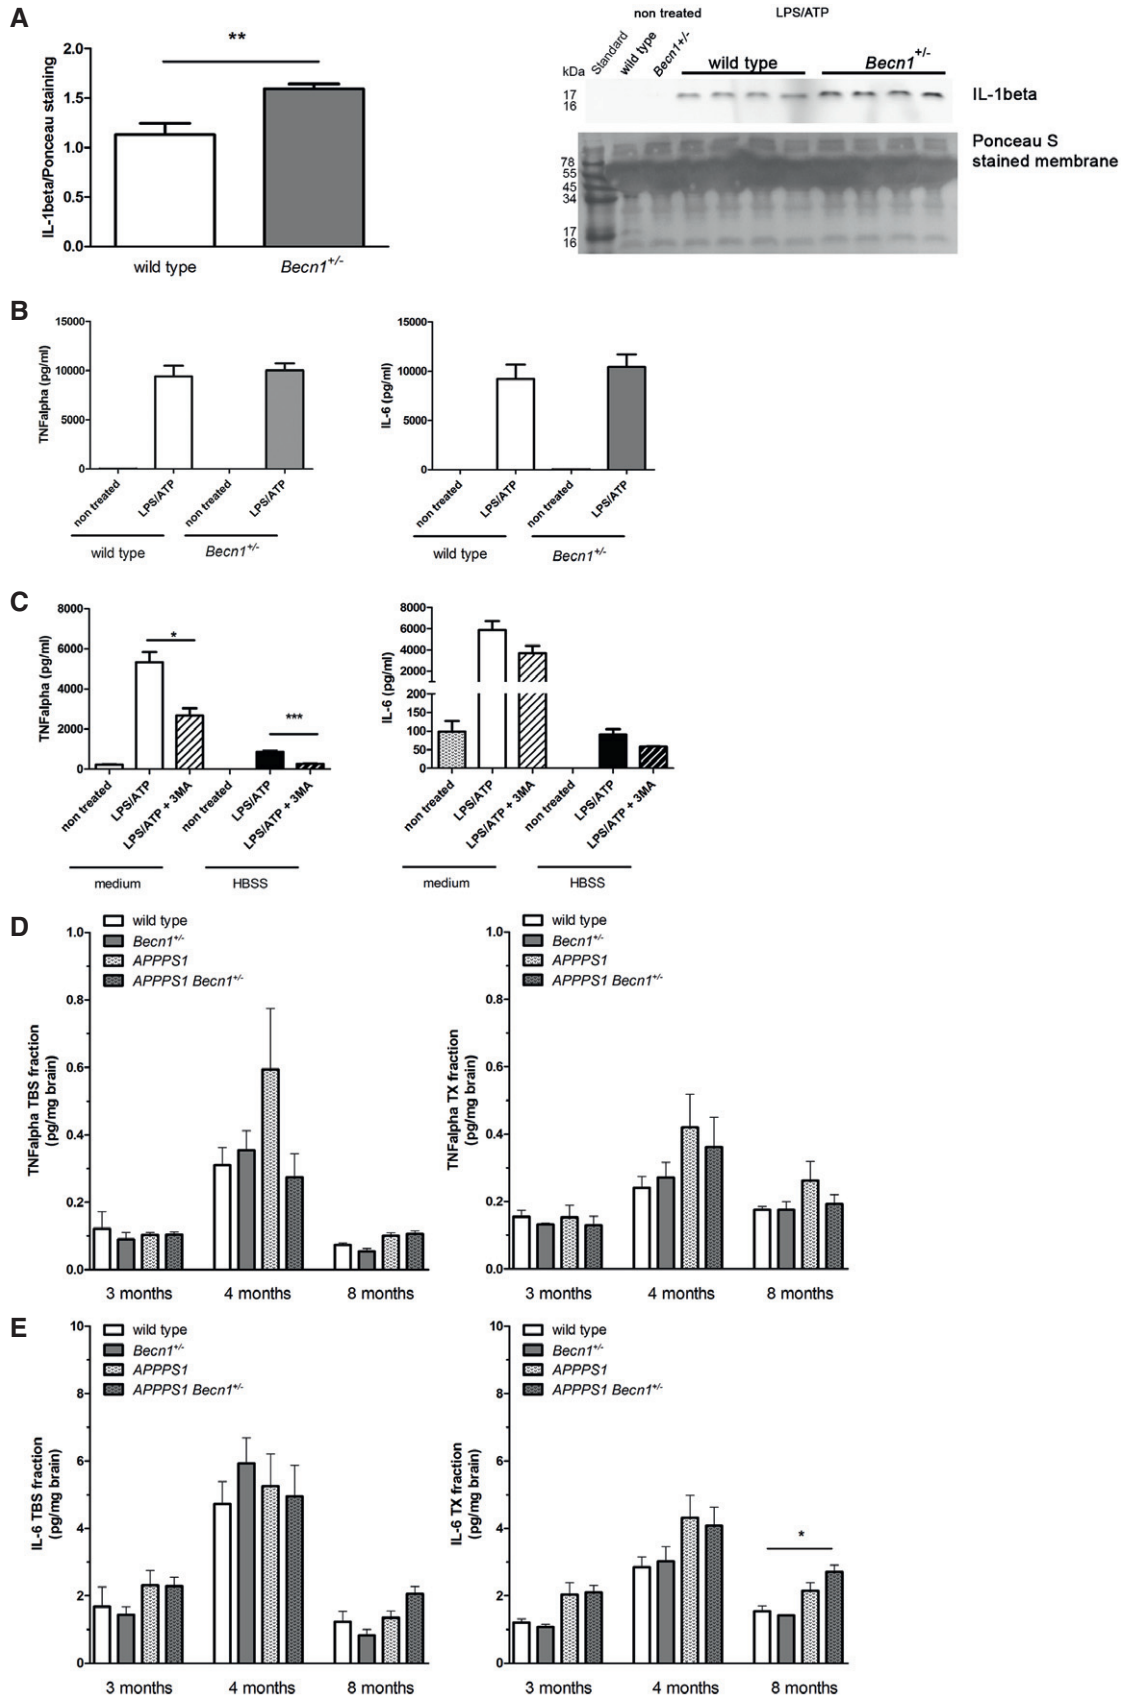 A
**
2.0
1.5
1.0
0.5
0.0
IL-1beta/Ponceau staining
wild type
Becn1+/-
non treated
LPS/ATP
Standard
wild type
Becn1+/-
wild type
Becn1+/-
kDa
17
16
IL-1beta
Ponceau S
stained membrane
78
55
45
34
17
16
B
15000
10000
5000
0
TNFalpha (pg/ml)
non treated
LPS/ATP
non treated
LPS/ATP
wild type
Becn1+/-
15000
10000
5000
0
IL-6 (pg/ml)
non treated
LPS/ATP
non treated
LPS/ATP
wild type
Becn1+/-
C
8000
6000
4000
2000
0
TNFalpha (pg/ml)
*
***
non treated
LPS/ATP
LPS/ATP + 3MA
non treated
LPS/ATP
LPS/ATP + 3MA
medium
HBSS
8000
6000
4000
2000
200
150
100
50
0
IL-6 (pg/ml)
non treated
LPS/ATP
LPS/ATP + 3MA
non treated
LPS/ATP
LPS/ATP + 3MA
medium
HBSS
D
wild type
Becn1+/-
APPPS1
APPPS1 Becn1+/-
1.0
0.8
0.6
0.4
0.2
0.0
TNFalpha TBS fraction
(pg/mg brain)
3 months
4 months
8 months
wild type
Becn1+/-
APPPS1
APPPS1 Becn1+/-
1.0
0.8
0.6
0.4
0.2
0.0
TNFalpha TX fraction
(pg/mg brain)
3 months
4 months
8 months
E
wild type
Becn1+/-
APPPS1
APPPS1 Becn1+/-
10
8
6
4
2
0
IL-6 TBS fraction
(pg/mg brain)
3 months
4 months
8 months
wild type
Becn1+/-
APPPS1
APPPS1 Becn1+/-
10
8
6
4
2
0
IL-6 TX fraction
(pg/mg brain)
*
3 months
4 months
8 months